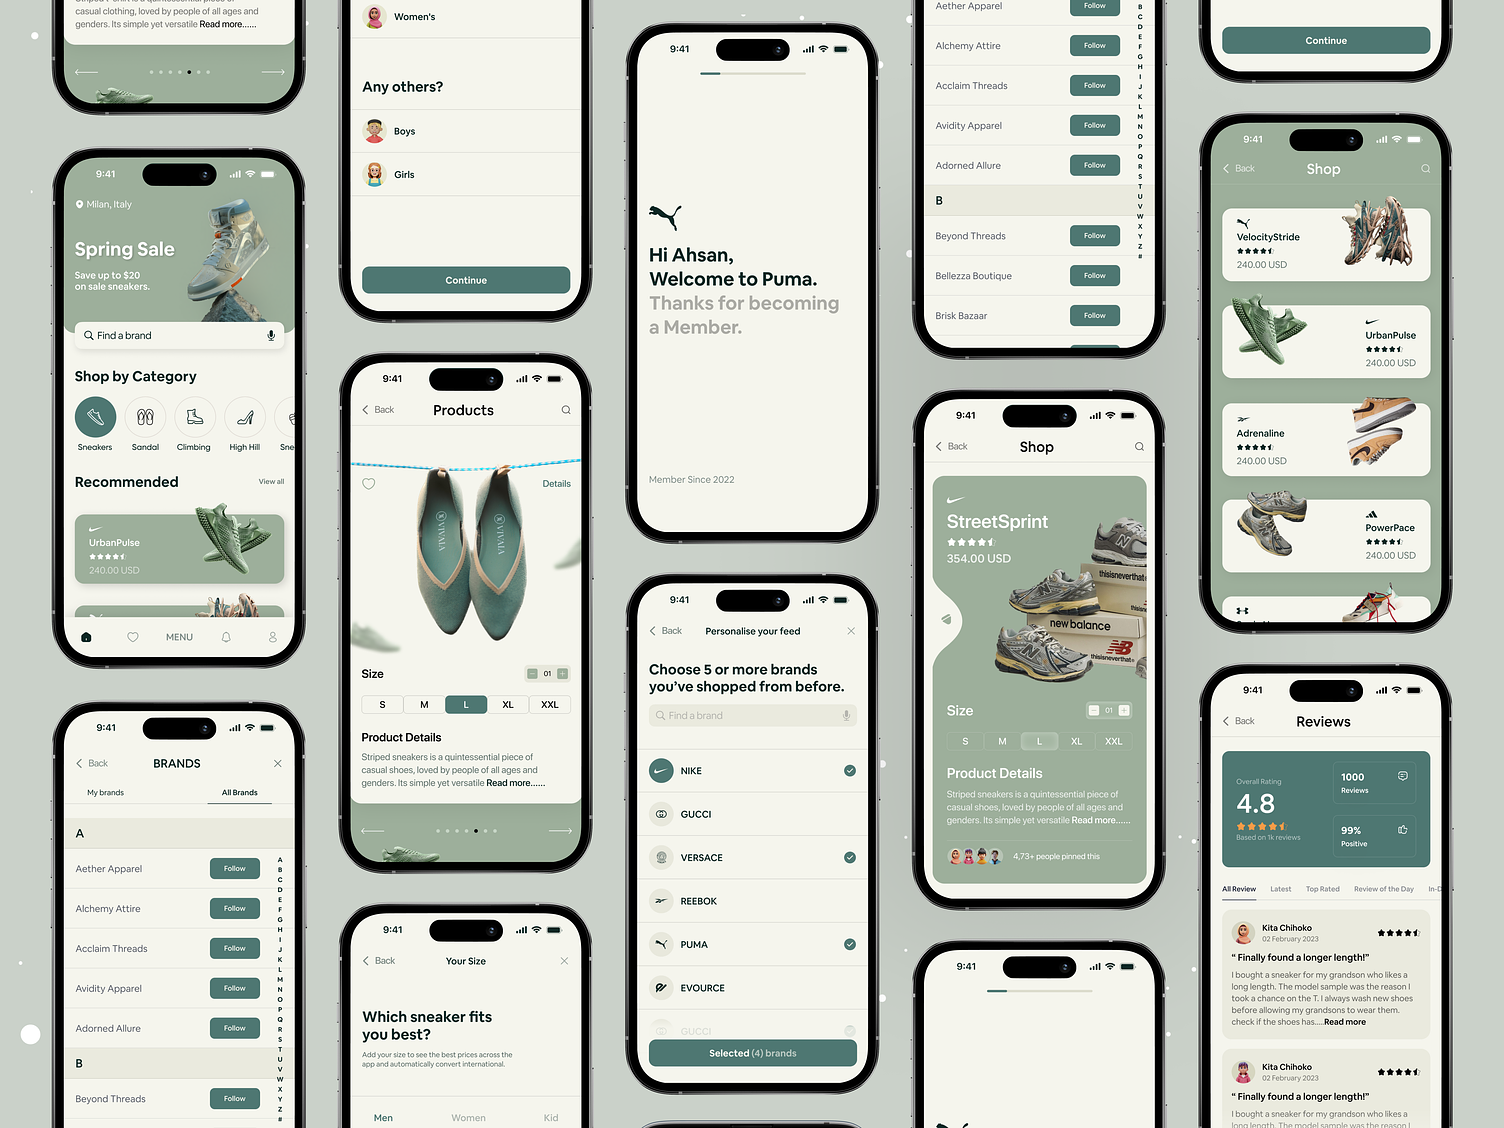 casual clothing, loved by people of all ages and
genders. Its simple yet versatile Read more......
9:41
Milan, Italy
Spring Sale
Save up to $20
on sale sneakers.
Find a brand
Shop by Category
Sneakers
Sandal
Climbing
High Hill
Sne
Recommended
View all
UrbanPulse
240.00 USD
MENU
9:41
Back
BRANDS
My brands
All Brands
A
Aether Apparel
Follow
Alchemy Attire
Follow
Acclaim Threads
Follow
Avidity Apparel
Follow
Adorned Allure
Follow
B
Beyond Threads
Follow
A
B
C
D
E
F
G
H
I
J
K
L
M
N
O
P
Q
R
S
T
U
V
W
X
Y
Z
#
Women's
Any others?
Boys
Girls
Continue
9:41
Back
Products
Details
VIVAIA
VIVAIA
Size
01
S
M
L
XL
XXL
Product Details
Striped sneakers is a quintessential piece of
casual shoes, loved by people of all ages and
genders. Its simple yet versatile Read more......
9:41
Back
Your Size
Which sneaker fits
you best?
Add your size to see the best prices across the
app and automatically convert international.
Men
Women
Kid
9:41
Hi Ahsan,
Welcome to Puma.
Thanks for becoming
a Member.
Member Since 2022
9:41
Back
Personalise your feed
Choose 5 or more brands
you've shopped from before.
Find a brand
NIKE
GUCCI
VERSACE
REEBOK
PUMA
EVOURCE
GUCCI
Selected (4) brands
Aether Apparel
Alchemy Attire
Follow
Acclaim Threads
Follow
Avidity Apparel
Follow
Adorned Allure
Follow
B
Beyond Threads
Follow
Bellezza Boutique
Follow
Brisk Bazaar
Follow
B
C
D
E
F
G
H
I
J
K
L
M
N
O
P
Q
R
S
T
U
V
W
X
Y
Z
#
9:41
Back
Shop
StreetSprint
354.00 USD
thisisneverthat
new balance
thisisneverthat
Size
01
S
M
L
XL
XXL
Product Details
Striped sneakers is a quintessential piece of
casual shoes, loved by people of all ages and
genders. Its simple yet versatile Read more......
4,73+ people pinned this
9:41
Continue
9:41
Back
Shop
VelocityStride
240.00 USD
UrbanPulse
240.00 USD
Adrenaline
240.00 USD
PowerPace
240.00 USD
9:41
Back
Reviews
Overall Rating
4.8
Based on 1k reviews
1000
Reviews
99%
Positive
All Review
Latest
Top Rated
Review of the Day
In-D
Kita Chihoko
02 February 2023
“ Finally found a longer length!”
I bought a sneaker for my grandson who likes a
long length. The model sample was the reason I
took a chance on the T. I always wash new shoes
before allowing my grandsons to wear them.
check if the shoes has....Read more
Kita Chihoko
02 February 2023
“ Finally found a longer length!”
I bought a sneaker for my grandson who likes a
long length. The model sample was the reason I